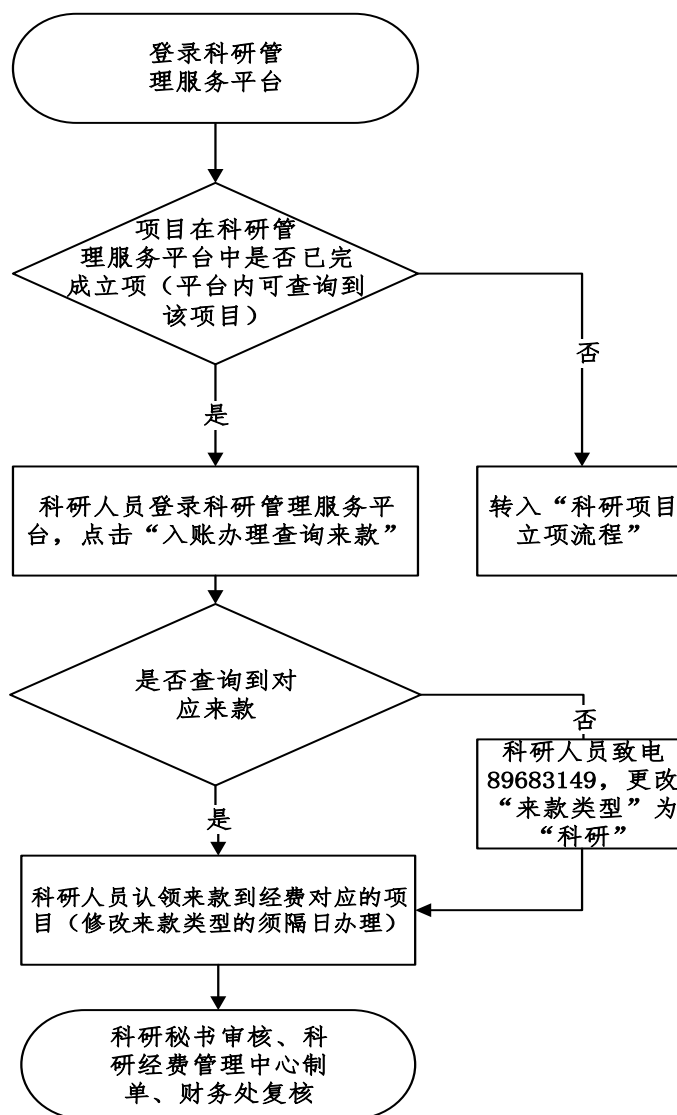 登录科研管
理服务平台
项目在科研管
理服务平台中是否已完
成立项（平台内可查询到
该项目）
否
是
科研人员登录科研管理服务平
台，点击“入账办理查询来款”
转入“科研项目
立项流程”
是否查询到对
应来款
否
科研人员致电
89683149，更改
“来款类型”为
“科研”
是
科研人员认领来款到经费对应的项
目（修改来款类型的须隔日办理）
科研秘书审核、科
研经费管理中心制
单、财务处复核